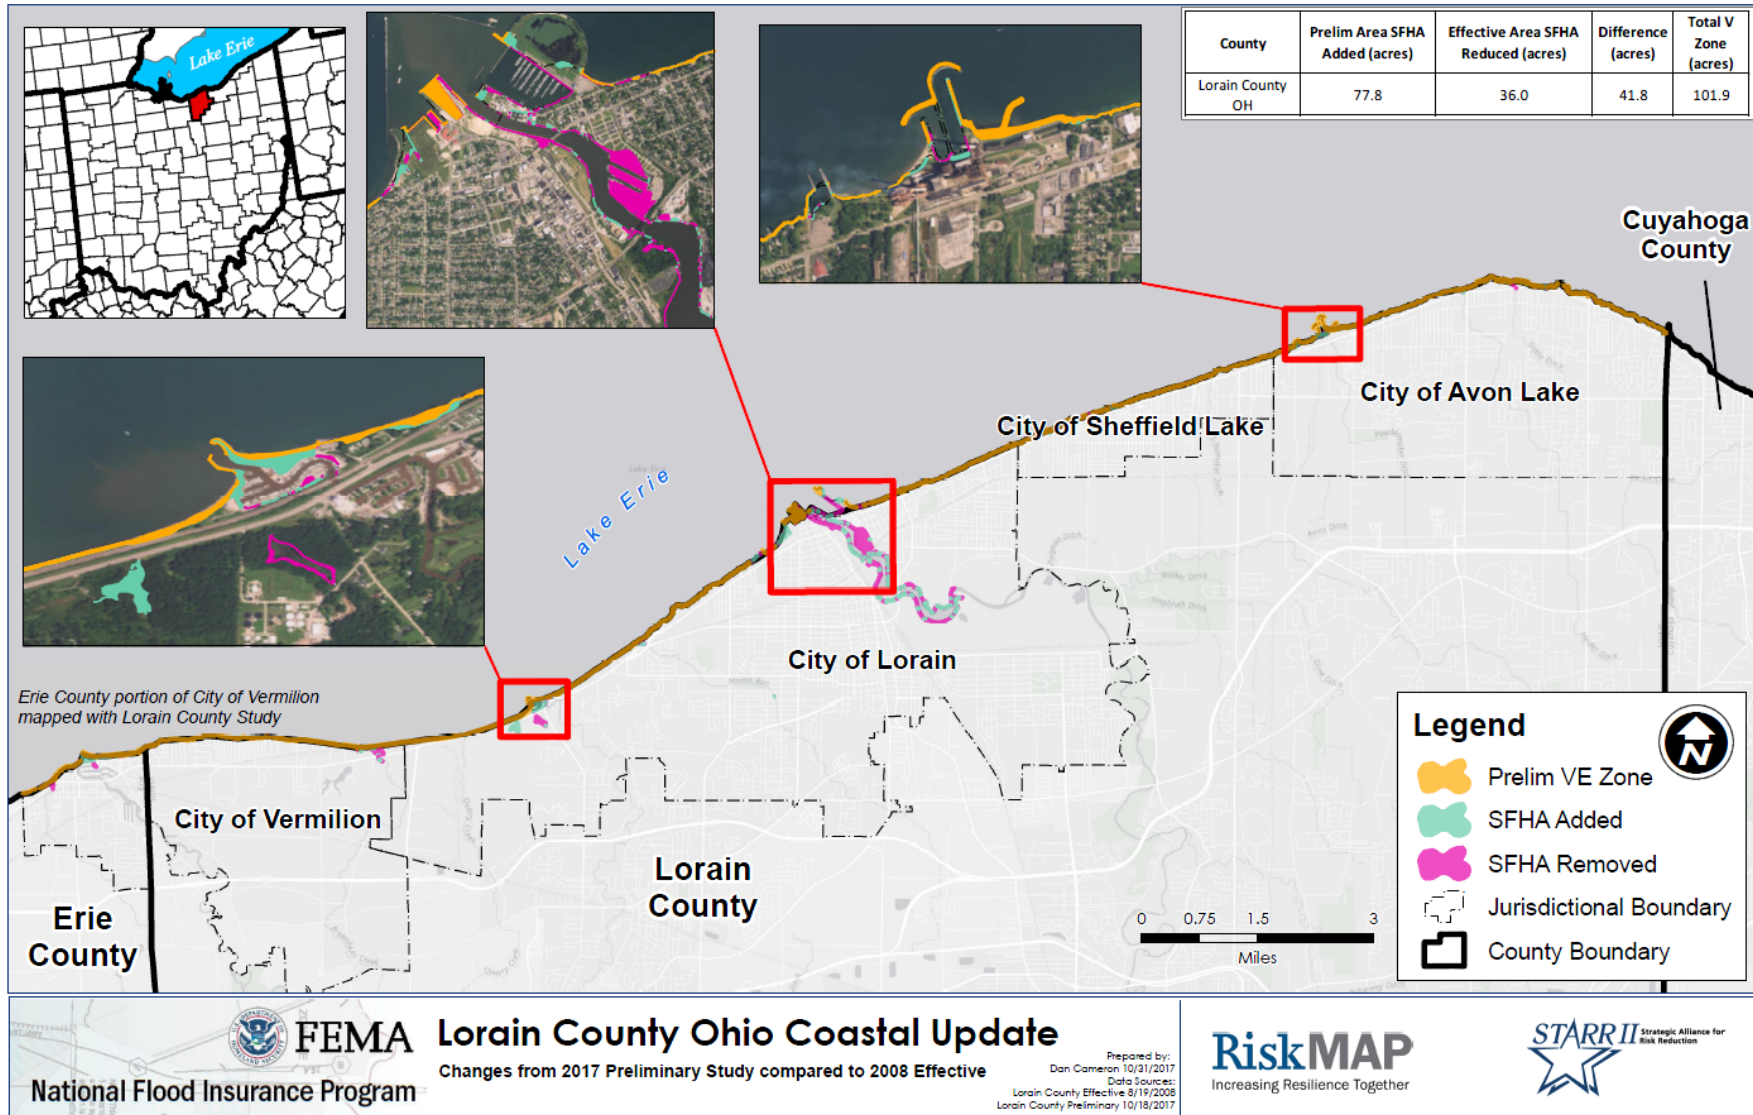 Lake Erie
County
Prelim Area SFHA Added (acres)
Effective Area SFHA Reduced (acres)
Difference (acres)
Total V Zone (acres)
Lorain County OH
77.8
36.0
41.8
101.9
Cuyahoga
County
City of Avon Lake
City of Sheffield Lake
Lake Erie
Lake Erie
City of Lorain
Erie County portion of City of Vermilion
mapped with Lorain County Study
City of Vermilion
Lorain
County
Erie
County
Legend
N
Prelim VE Zone
SFHA Added
SFHA Removed
Jurisdictional Boundary
County Boundary
0 0.75 1.5 3
Miles
FEMA
National Flood Insurance Program
Lorain County Ohio Coastal Update
Changes from 2017 Preliminary Study compared to 2008 Effective
Prepared by:
Dan Cameron 10/31/2017
Data Sources:
Lorain County Effective 8/19/2008
Lorain County Preliminary 10/18/2017
RiskMAP
Increasing Resilience Together
STARR II
Strategic Alliance for
Risk Reduction